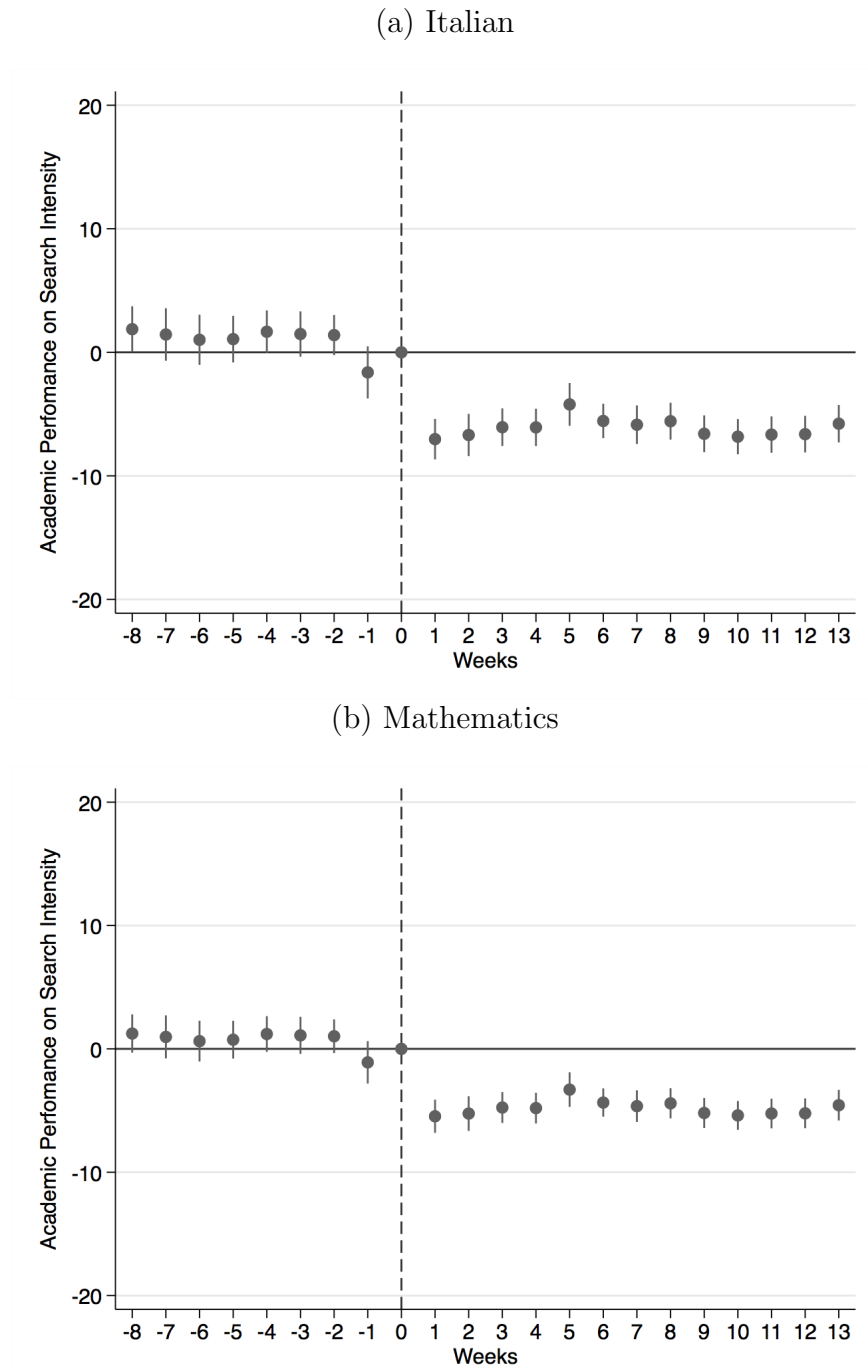 (a) Italian
Academic Perfomance on Search Intensity
20
10
0
-10
-20
-8 -7 -6 -5 -4 -3 -2 -1 0 1 2 3 4 5 6 7 8 9 10 11 12 13
Weeks
(b) Mathematics
Academic Perfomance on Search Intensity
20
10
0
-10
-20
-8 -7 -6 -5 -4 -3 -2 -1 0 1 2 3 4 5 6 7 8 9 10 11 12 13
Weeks